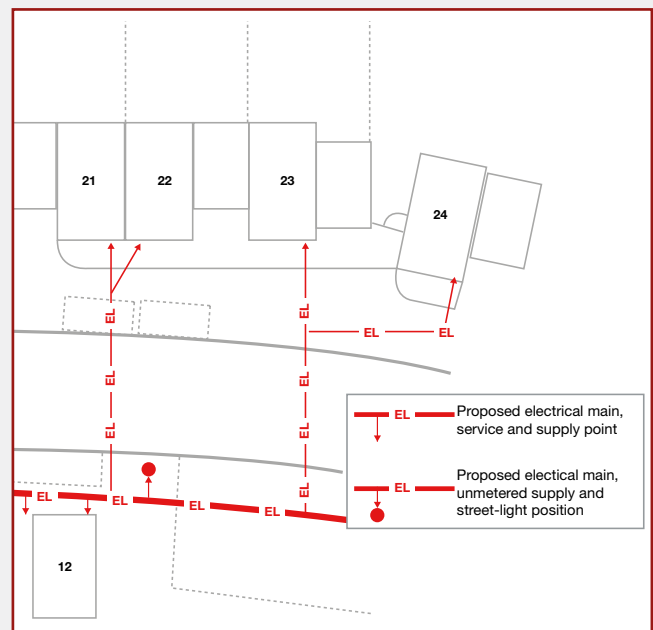 21
22
23
24
EL
EL
EL
EL
EL
EL
EL
EL
EL
Proposed electrical main,
service and supply point
EL
Proposed electical main,
unmetered supply and
street-light position
EL
EL
EL
EL
EL
12